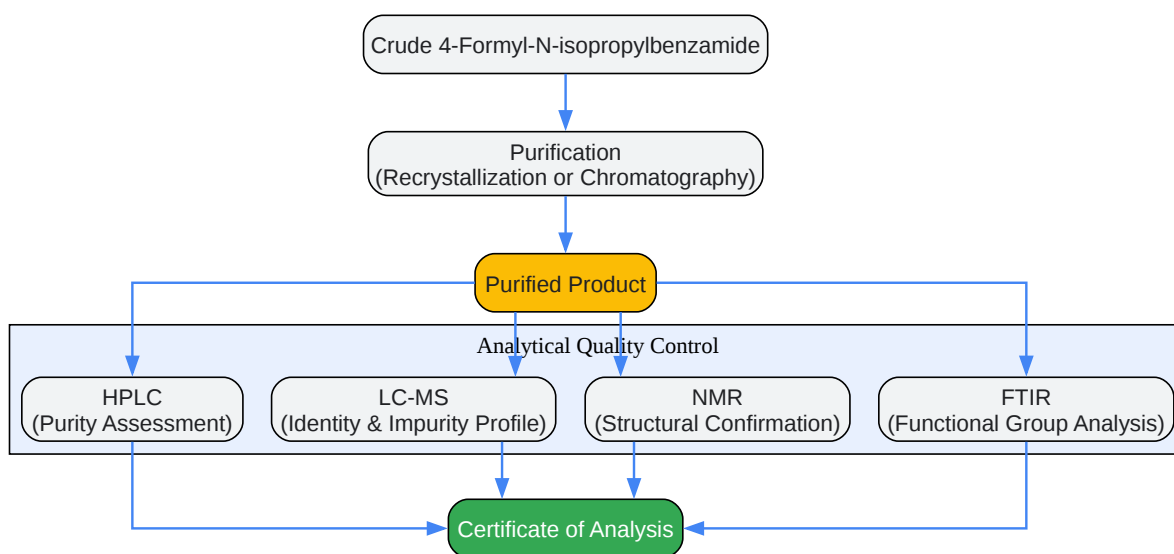 Crude 4-Formyl-N-isopropylbenzamide
Purification
(Recrystallization or Chromatography)
Purified Product
Analytical Quality Control
HPLC
(Purity Assessment)
LC-MS
(Identity & Impurity Profile)
NMR
(Structural Confirmation)
FTIR
(Functional Group Analysis)
Certificate of Analysis